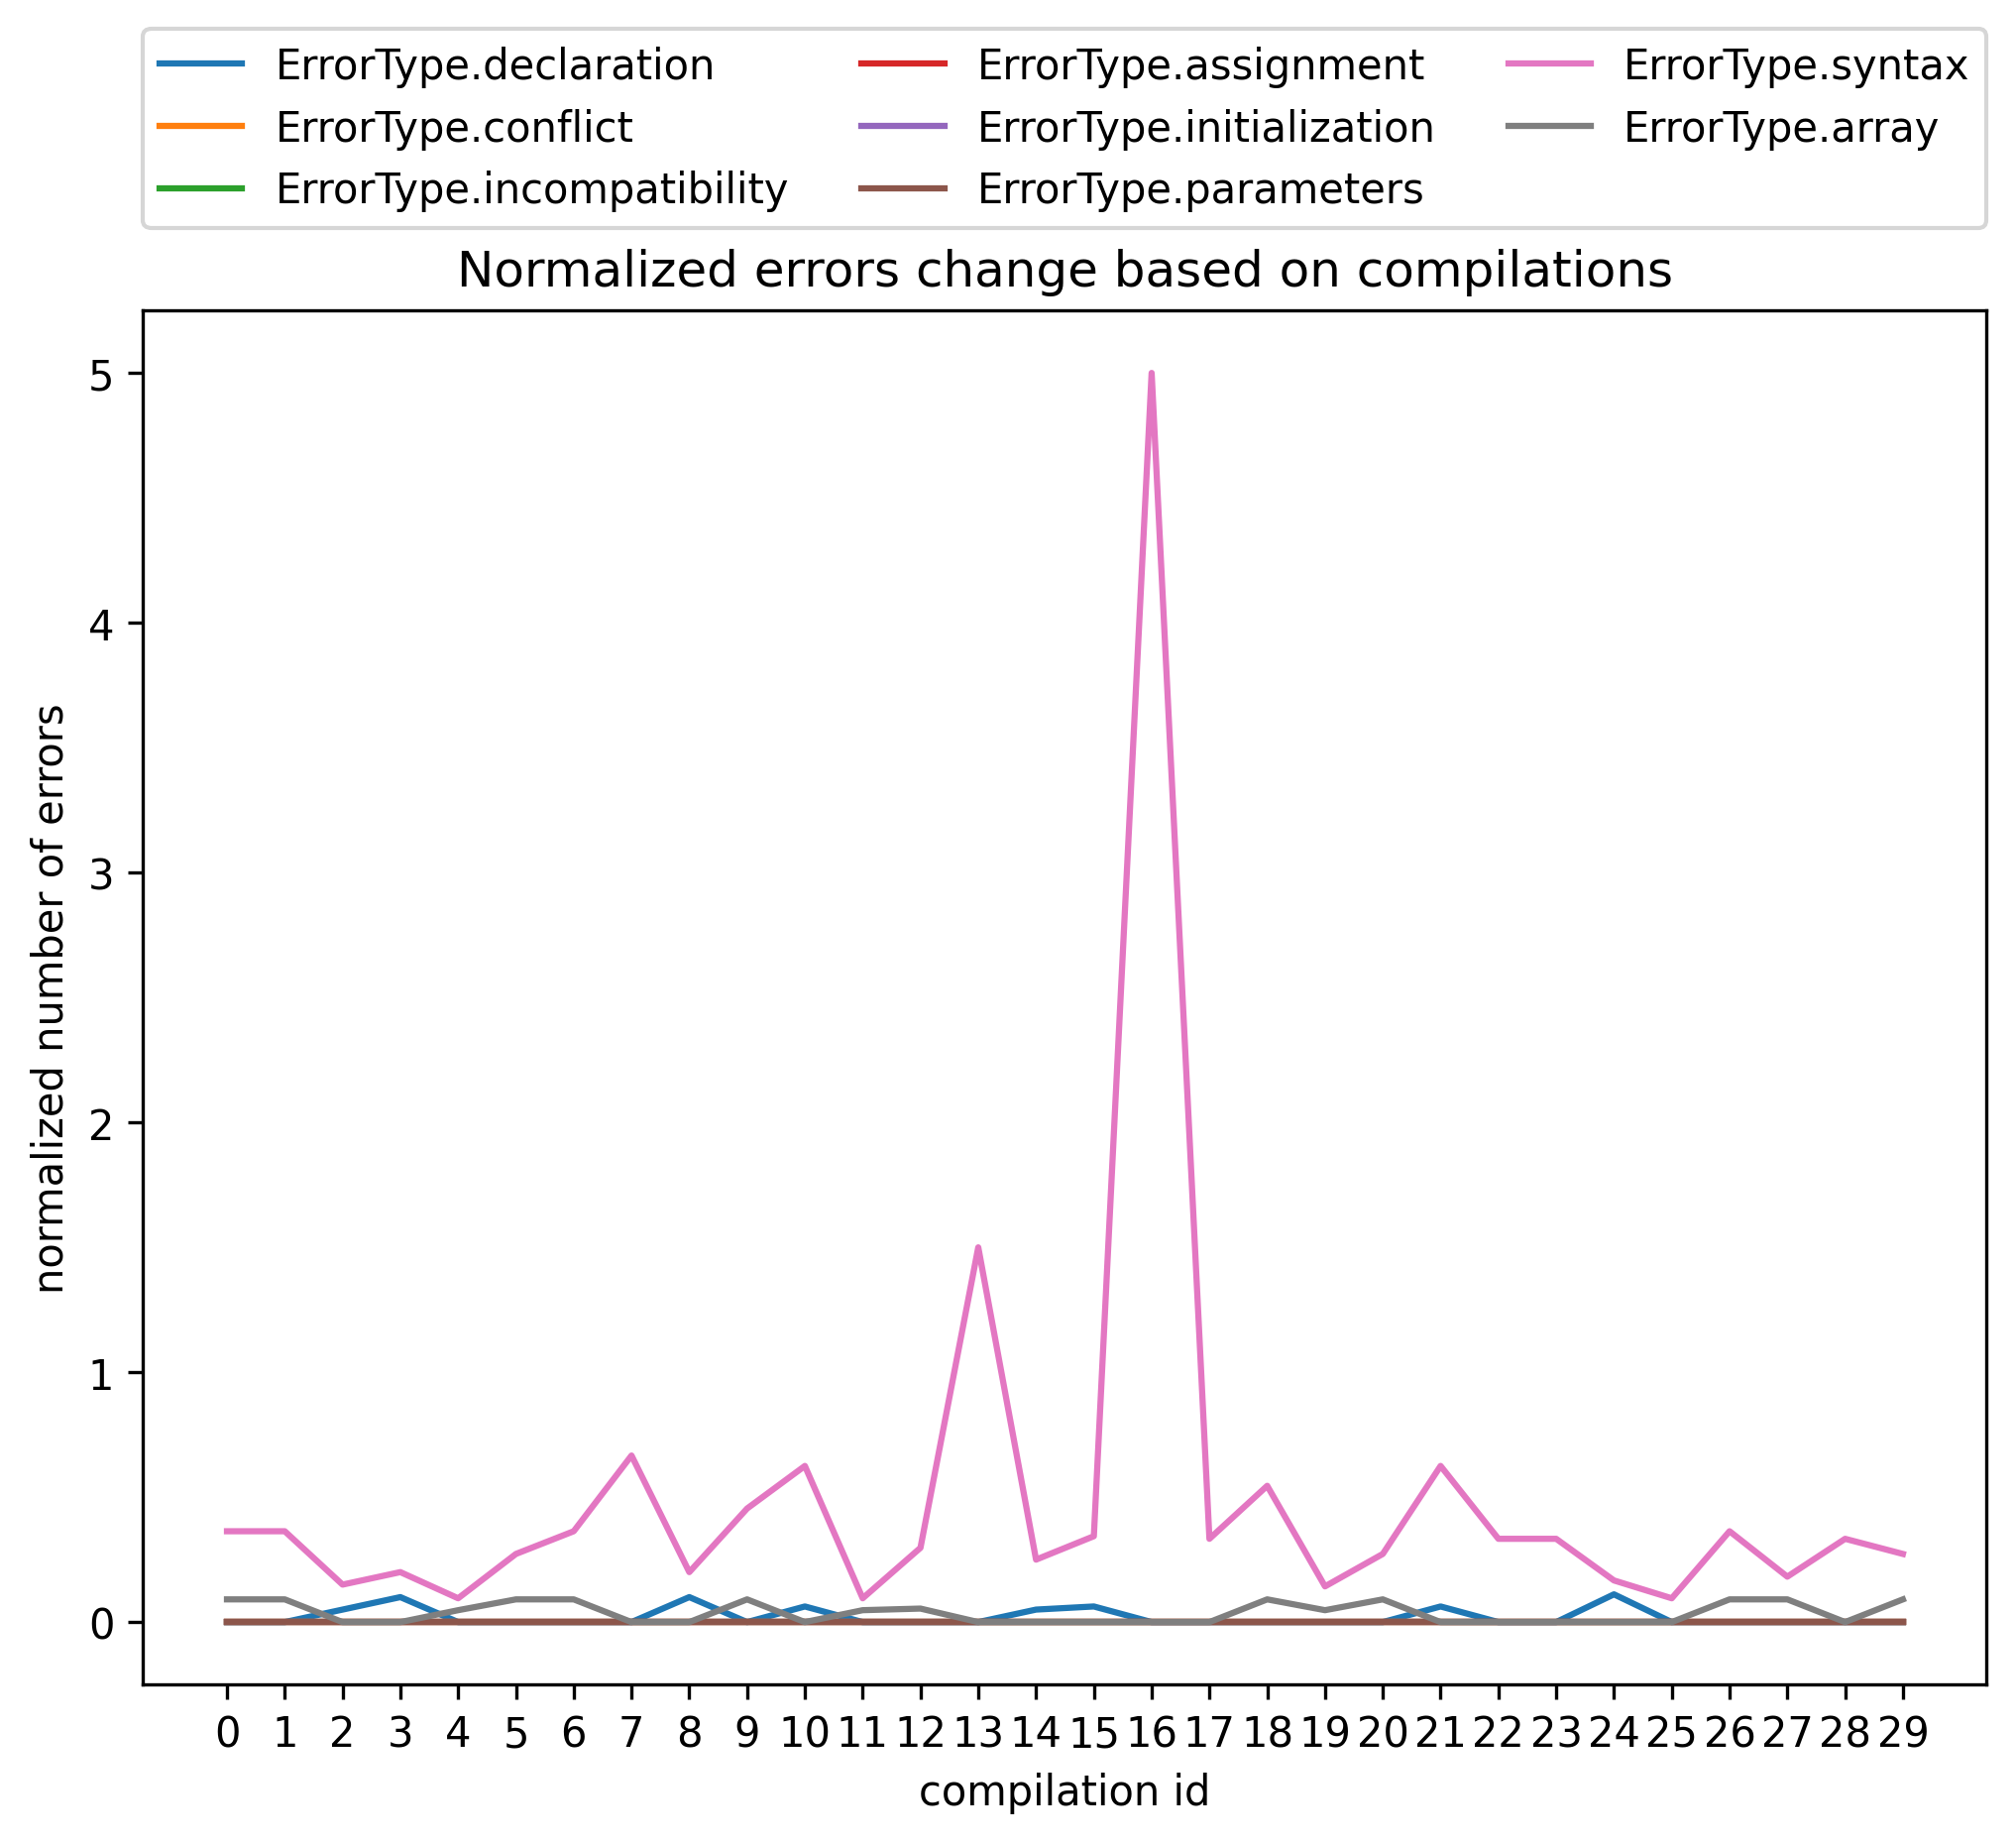 ErrorType.declaration ErrorType.assignment ErrorType.syntax
ErrorType.conflict ErrorType.initialization ErrorType.array
ErrorType.incompatibility ErrorType.parameters
Normalized errors change based on compilations
5
4
3
2
1
0
normalized number of errors
0 1 2 3 4 5 6 7 8 9 10 11 12 13 14 15 16 17 18 19 20 21 22 23 24 25 26 27 28 29
compilation id